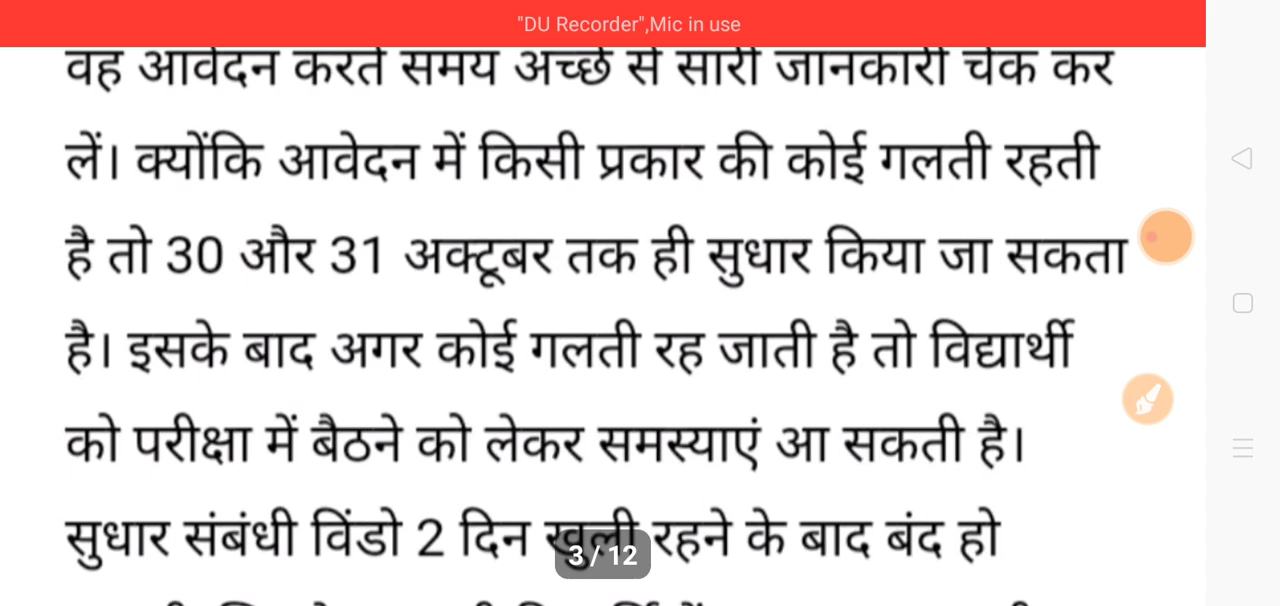 "DU Recorder",Mic in use
वह आवेदन करते समय अच्छे से सारी जानकारी चेक कर
लें। क्योंकि आवेदन में किसी प्रकार की कोई गलती रहती
है तो 30 और 31 अक्टूबर तक ही सुधार किया जा सकता
है। इसके बाद अगर कोई गलती रह जाती है तो विद्यार्थी
को परीक्षा में बैठने को लेकर समस्याएं आ सकती है।
सुधार संबंधी विंडो 2 दिन खुली रहने के बाद बंद हो
3 / 12